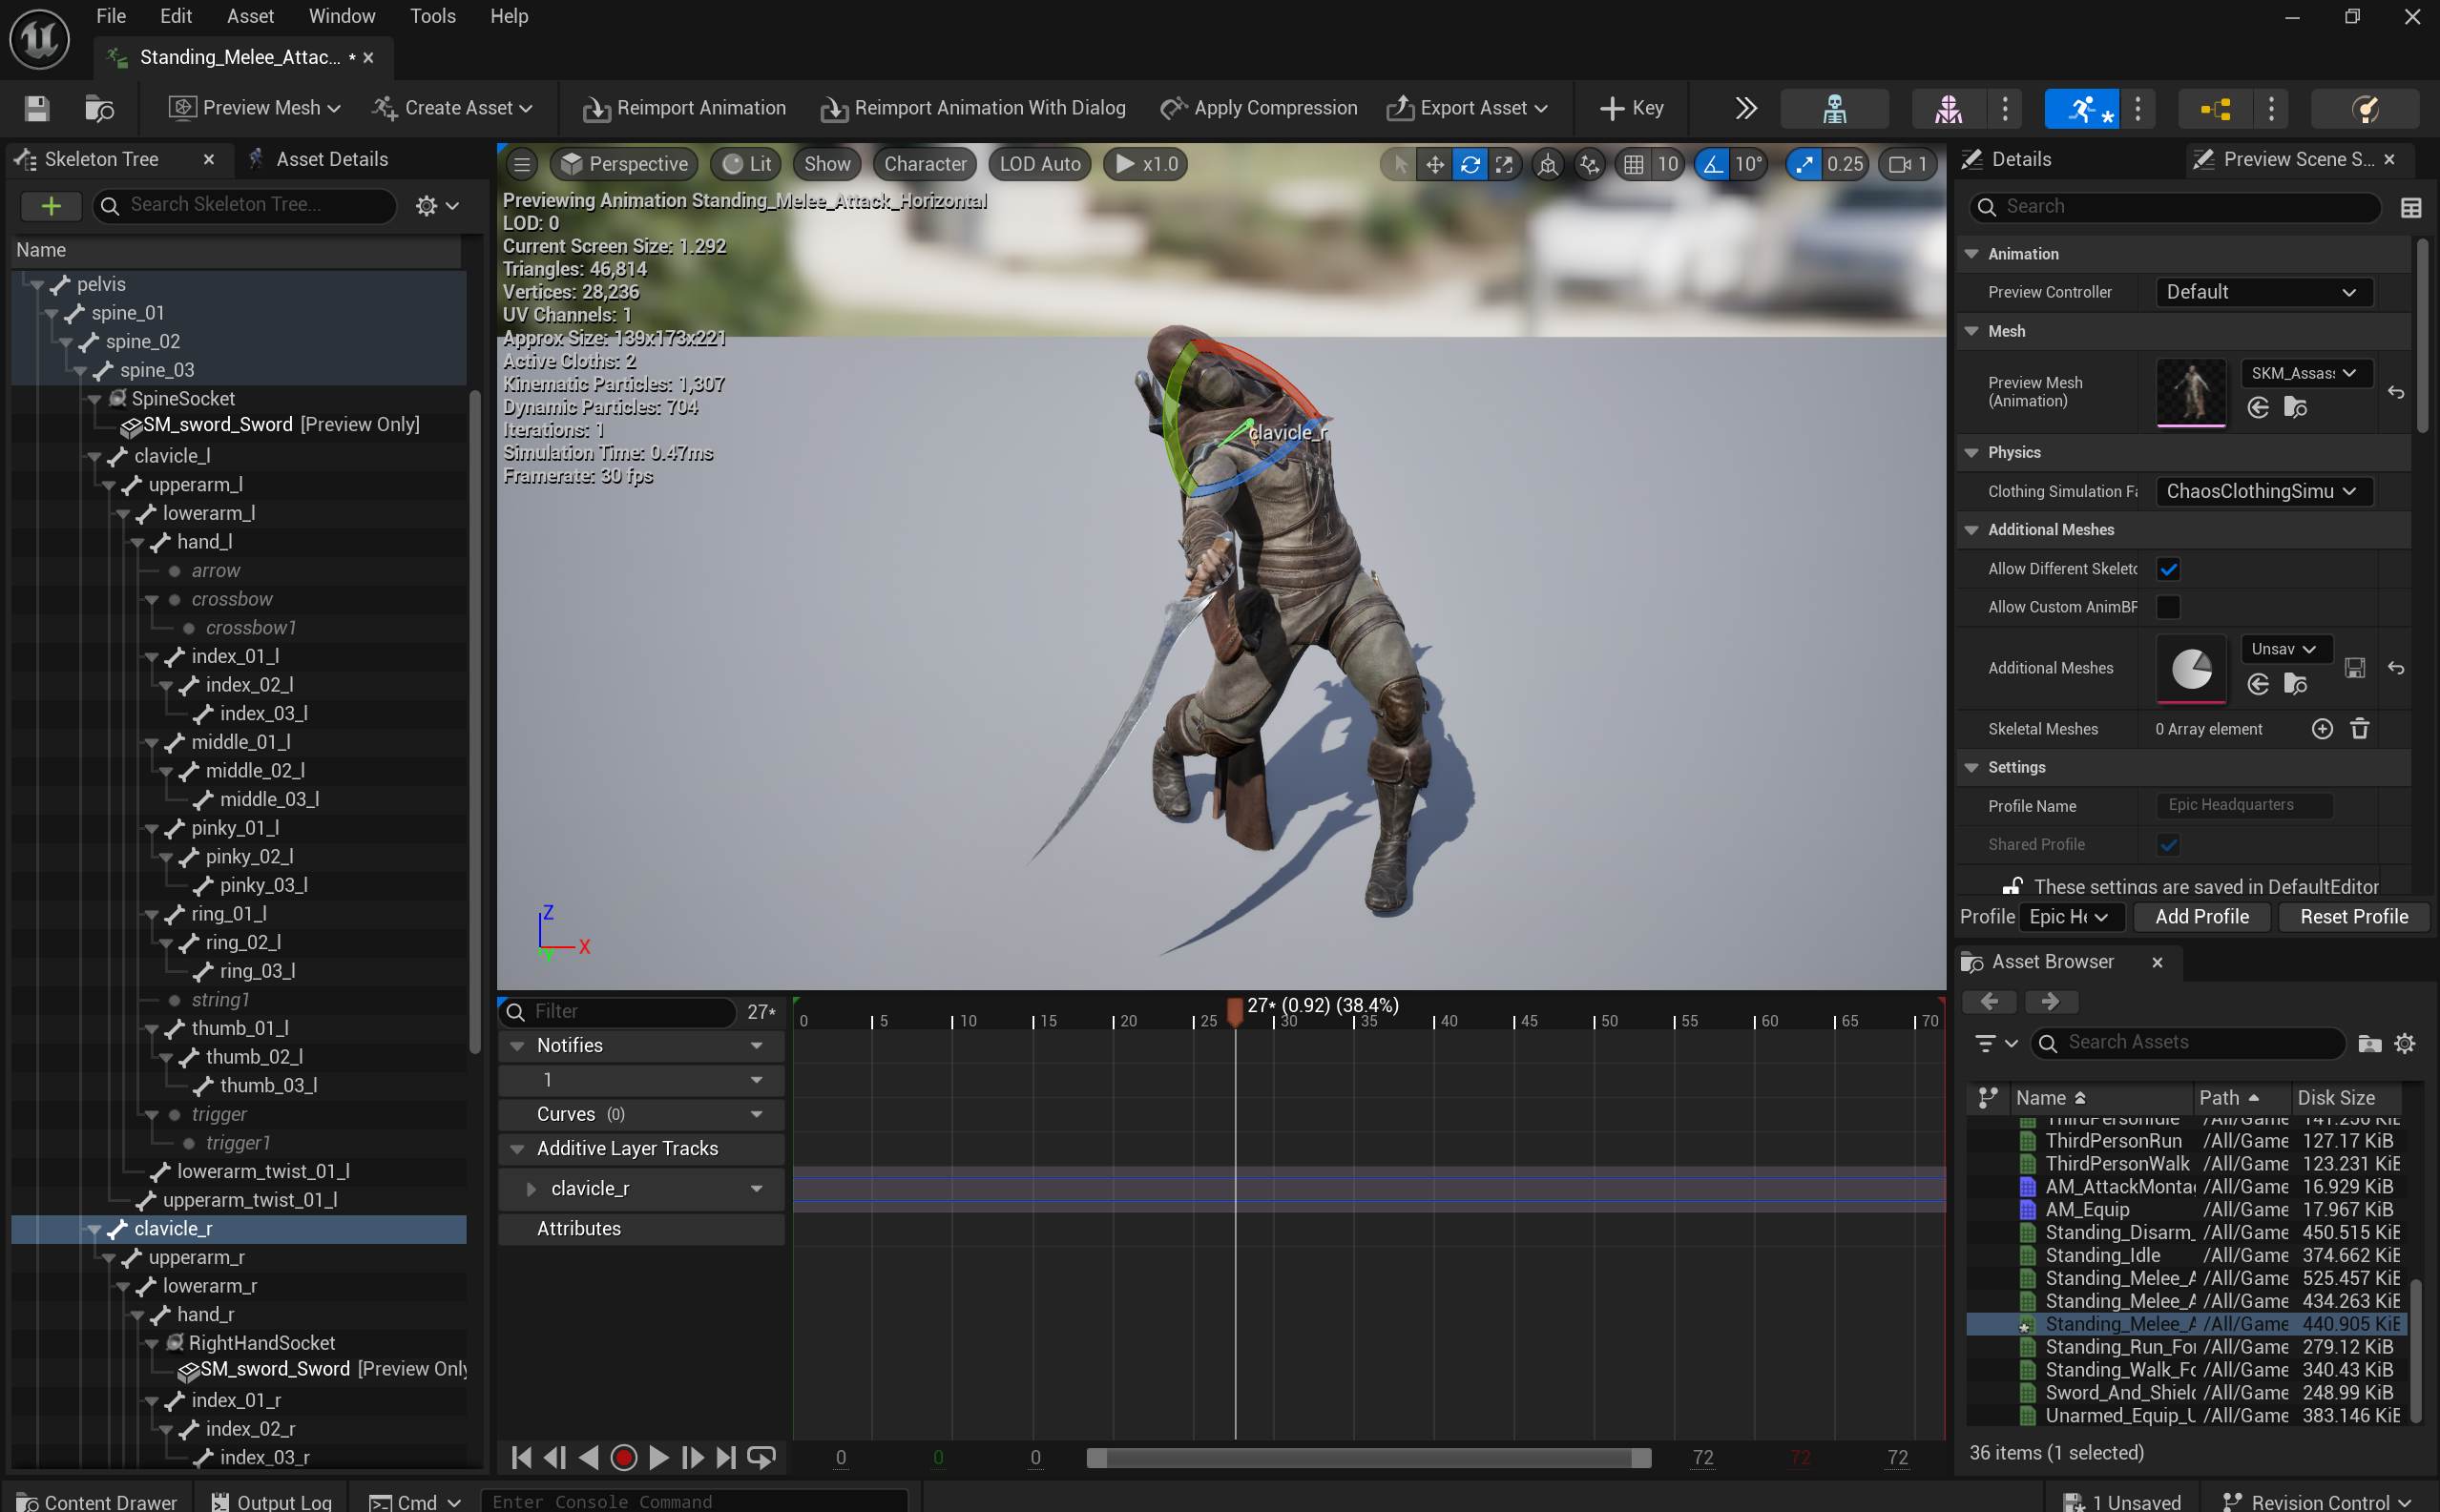 File Edit Asset Window Tools Help
Standing_Melee_Attac... *
Preview Mesh Create Asset Reimport Animation Reimport Animation With Dialog Apply Compression Export Asset Key
Skeleton Tree Asset Details
Search Skeleton Tree...
Name
pelvis
spine_01
spine_02
spine_03
SpineSocket
SM_sword_Sword [Preview Only]
clavicle_l
upperarm_l
lowerarm_l
hand_l
arrow
crossbow
crossbow1
index_01_l
index_02_l
index_03_l
middle_01_l
middle_02_l
middle_03_l
pinky_01_l
pinky_02_l
pinky_03_l
ring_01_l
ring_02_l
ring_03_l
string1
thumb_01_l
thumb_02_l
thumb_03_l
trigger
trigger1
lowerarm_twist_01_l
upperarm_twist_01_l
clavicle_r
upperarm_r
lowerarm_r
hand_r
RightHandSocket
SM_sword_Sword [Preview Only
index_01_r
index_02_r
index_03_r
Perspective Lit Show Character LOD Auto x1.0 10 10° 0.25 1
Previewing Animation Standing_Melee_Attack_Horizontal
LOD: 0
Current Screen Size: 1.292
Triangles: 46,814
Vertices: 28,236
UV Channels: 1
Approx Size: 139x173x221
Active Cloths: 2
Kinematic Particles: 1,307
Dynamic Particles: 704
Iterations: 1
Simulation Time: 0.47ms
Framerate: 30 fps
clavicle_r
Z
X
Y
Filter 27*
27* (0.92) (38.4%)
0 5 10 15 20 25 30 35 40 45 50 55 60 65 70
Notifies
1
Curves (0)
Additive Layer Tracks
clavicle_r
Attributes
0 0 0 72 72 72
Details Preview Scene S...
Search
Animation
Preview Controller Default
Mesh
Preview Mesh (Animation) SKM_Assas
Physics
Clothing Simulation Fa ChaosClothingSimu
Additional Meshes
Allow Different Skeleto
Allow Custom AnimBP
Additional Meshes Unsav
Skeletal Meshes 0 Array element
Settings
Profile Name Epic Headquarters
Shared Profile
These settings are saved in DefaultEditor
Profile Epic He Add Profile Reset Profile
Asset Browser
Search Assets
Name Path Disk Size
ThirdPersonIdle /All/Game 141.256 KiB
ThirdPersonRun /All/Game 127.17 KiB
ThirdPersonWalk /All/Game 123.231 KiB
AM_AttackMonta /All/Game 16.929 KiB
AM_Equip /All/Game 17.967 KiB
Standing_Disarm_ /All/Game 450.515 KiB
Standing_Idle /All/Game 374.662 KiB
Standing_Melee_A /All/Game 525.457 KiB
Standing_Melee_A /All/Game 434.263 KiB
Standing_Melee_A /All/Game 440.905 KiB
Standing_Run_For /All/Game 279.12 KiB
Standing_Walk_Fo /All/Game 340.43 KiB
Sword_And_Shield /All/Game 248.99 KiB
Unarmed_Equip_U /All/Game 383.146 KiB
36 items (1 selected)
Content Drawer Output Log Cmd Enter Console Command 1 Unsaved Revision Control